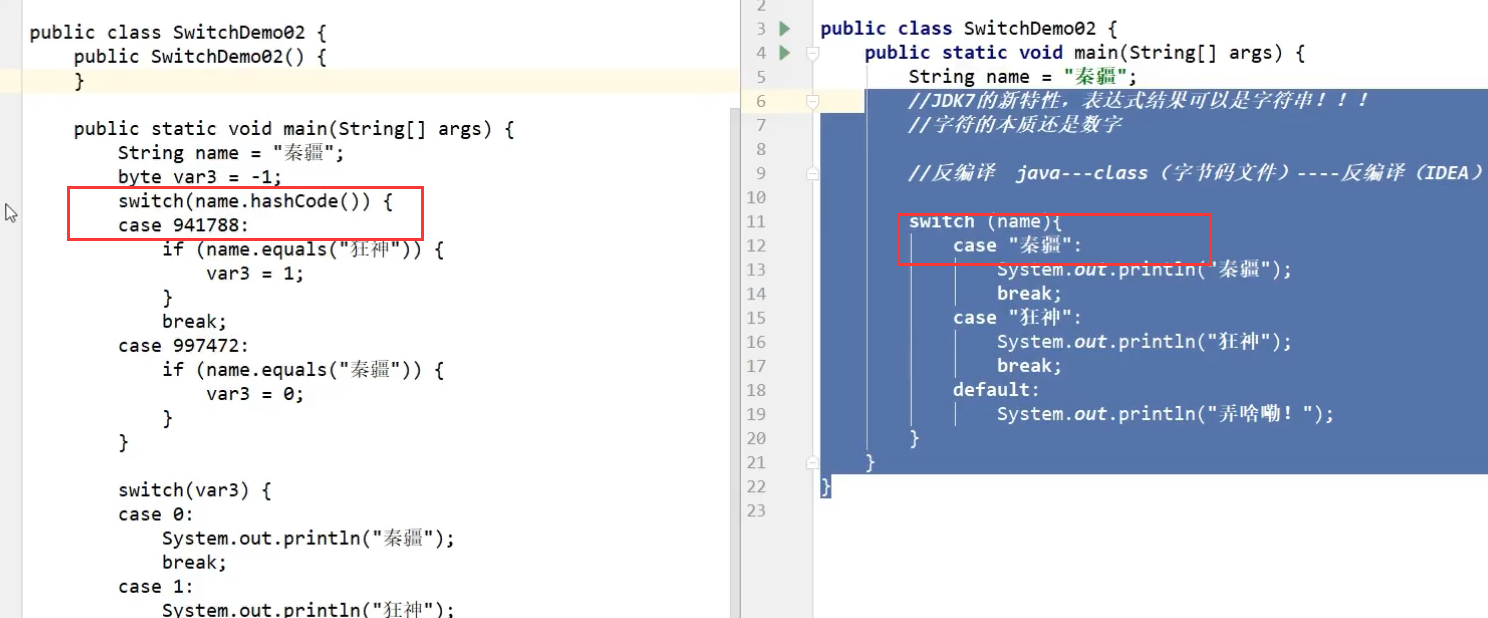 public class SwitchDemo02 {
public SwitchDemo02() {
}
public static void main(String[] args) {
String name = "秦疆";
byte var3 = -1;
switch(name.hashCode()) {
case 941788:
if (name.equals("狂神")) {
var3 = 1;
}
break;
case 997472:
if (name.equals("秦疆")) {
var3 = 0;
}
}
switch(var3) {
case 0:
System.out.println("秦疆");
break;
case 1:
System.out.println("狂神");
2
3 public class SwitchDemo02 {
4 public static void main(String[] args) {
5 String name = "秦疆";
6 //JDK7的新特性，表达式结果可以是字符串！！！
7 //字符的本质还是数字
8
9 //反编译 java---class（字节码文件）----反编译（IDEA）
10
11 switch (name){
12 case "秦疆":
13 System.out.println("秦疆");
14 break;
15 case "狂神":
16 System.out.println("狂神");
17 break;
18 default:
19 System.out.println("弄啥嘞！");
20 }
21 }
22 }
23